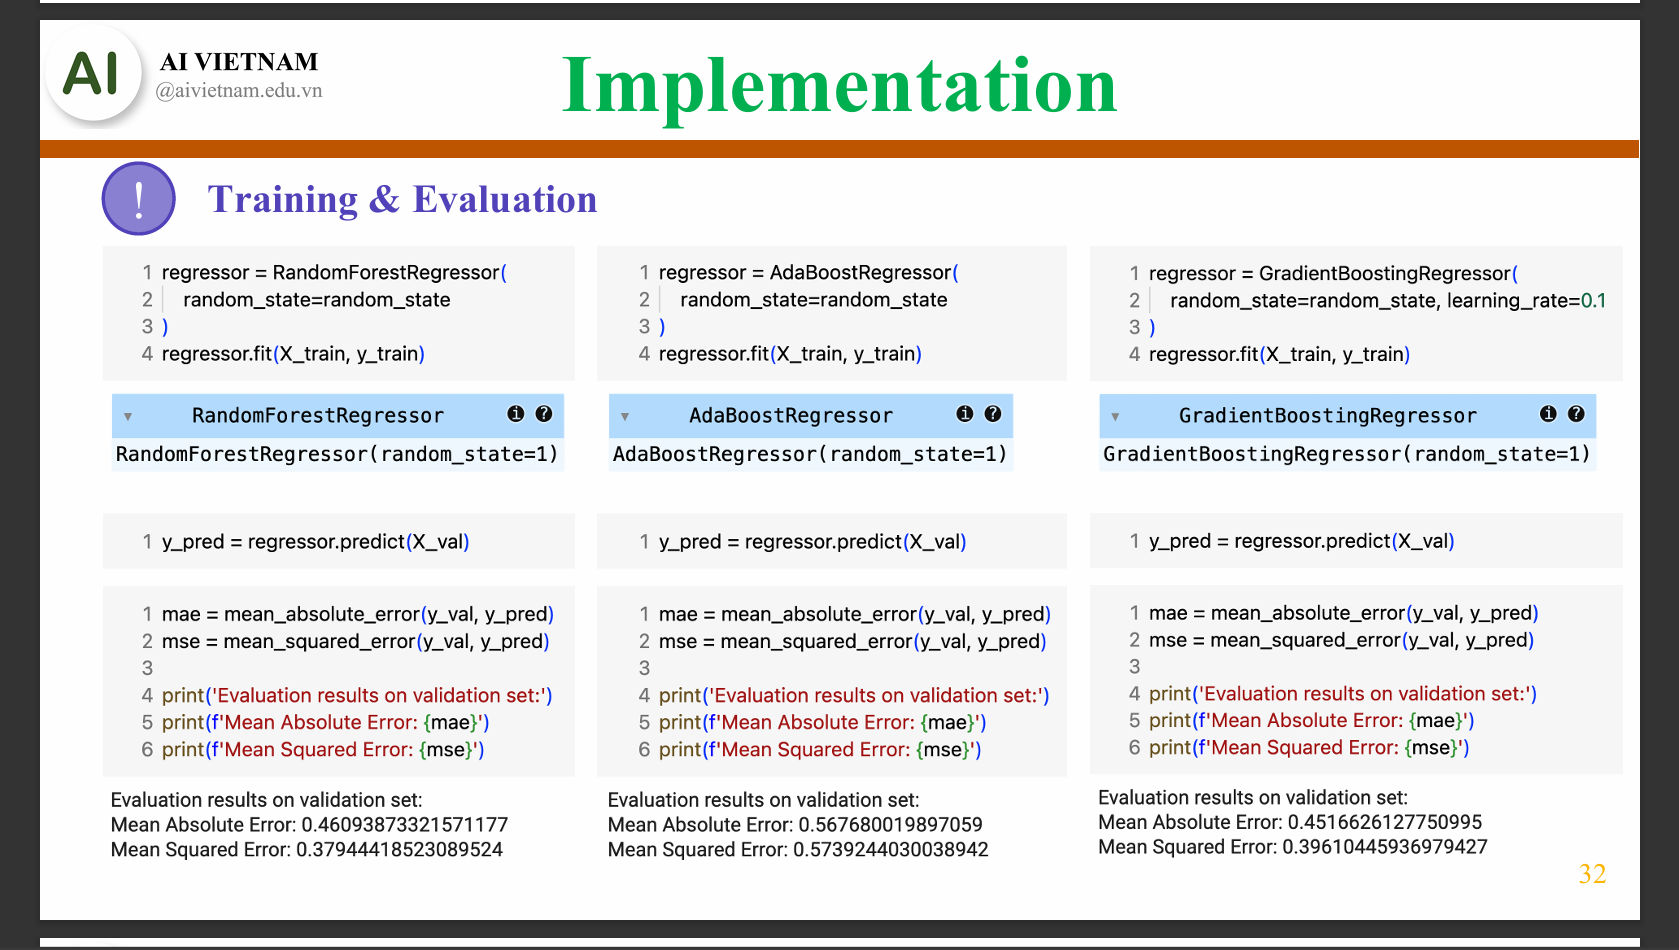 AI
AI VIETNAM
@aivietnam.edu.vn
Implementation
!
Training & Evaluation
1 regressor = RandomForestRegressor(
2 random_state=random_state
3 )
4 regressor.fit(X_train, y_train)
RandomForestRegressor
RandomForestRegressor(random_state=1)
1 y_pred = regressor.predict(X_val)
1 mae = mean_absolute_error(y_val, y_pred)
2 mse = mean_squared_error(y_val, y_pred)
3
4 print('Evaluation results on validation set:')
5 print(f'Mean Absolute Error: {mae}')
6 print(f'Mean Squared Error: {mse}')
Evaluation results on validation set:
Mean Absolute Error: 0.46093873321571177
Mean Squared Error: 0.37944418523089524
1 regressor = AdaBoostRegressor(
2 random_state=random_state
3 )
4 regressor.fit(X_train, y_train)
AdaBoostRegressor
AdaBoostRegressor(random_state=1)
1 y_pred = regressor.predict(X_val)
1 mae = mean_absolute_error(y_val, y_pred)
2 mse = mean_squared_error(y_val, y_pred)
3
4 print('Evaluation results on validation set:')
5 print(f'Mean Absolute Error: {mae}')
6 print(f'Mean Squared Error: {mse}')
Evaluation results on validation set:
Mean Absolute Error: 0.567680019897059
Mean Squared Error: 0.5739244030038942
1 regressor = GradientBoostingRegressor(
2 random_state=random_state, learning_rate=0.1
3 )
4 regressor.fit(X_train, y_train)
GradientBoostingRegressor
GradientBoostingRegressor(random_state=1)
1 y_pred = regressor.predict(X_val)
1 mae = mean_absolute_error(y_val, y_pred)
2 mse = mean_squared_error(y_val, y_pred)
3
4 print('Evaluation results on validation set:')
5 print(f'Mean Absolute Error: {mae}')
6 print(f'Mean Squared Error: {mse}')
Evaluation results on validation set:
Mean Absolute Error: 0.4516626127750995
Mean Squared Error: 0.39610445936979427
32